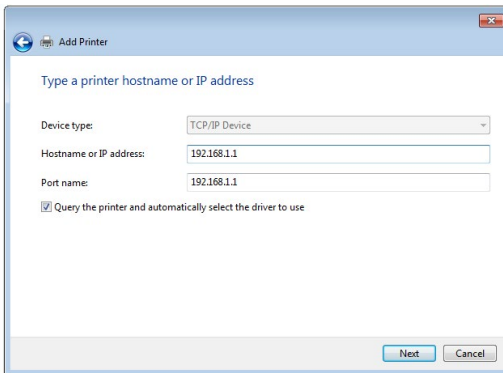 Add Printer
Type a printer hostname or IP address
Device type: TCP/IP Device
Hostname or IP address: 192.168.1.1
Port name: 192.168.1.1
Query the printer and automatically select the driver to use
Next Cancel